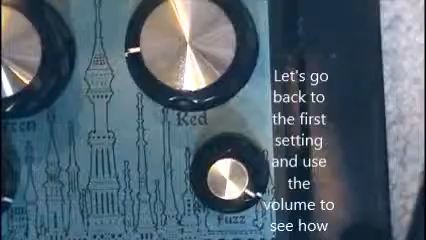 Let's go
back to
the first
setting
and use
the
volume to
see how
Red
Fuzz